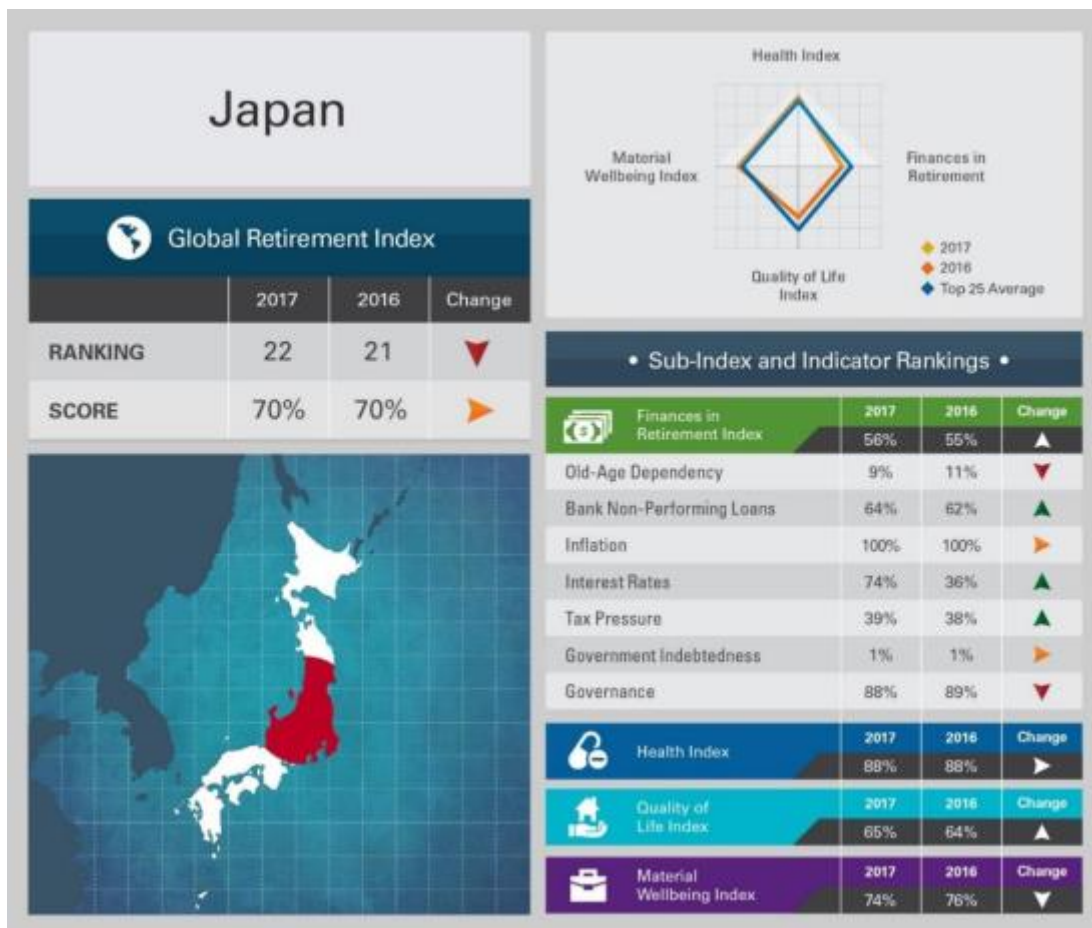 Japan
Global Retirement Index
2017 2016 Change
RANKING 22 21
SCORE 70% 70%
Health Index
Material
Wellbeing Index
Finances in
Retirement
Quality of Life
Index
2017
2016
Top 25 Average
• Sub-Index and Indicator Rankings •
Finances in
Retirement Index
2017 2016 Change
56% 55%
Old-Age Dependency 9% 11%
Bank Non-Performing Loans 64% 62%
Inflation 100% 100%
Interest Rates 74% 36%
Tax Pressure 39% 38%
Government Indebtedness 1% 1%
Governance 88% 89%
Health Index
2017 2016 Change
88% 88%
Quality of
Life Index
2017 2016 Change
65% 64%
Material
Wellbeing Index
2017 2016 Change
74% 76%